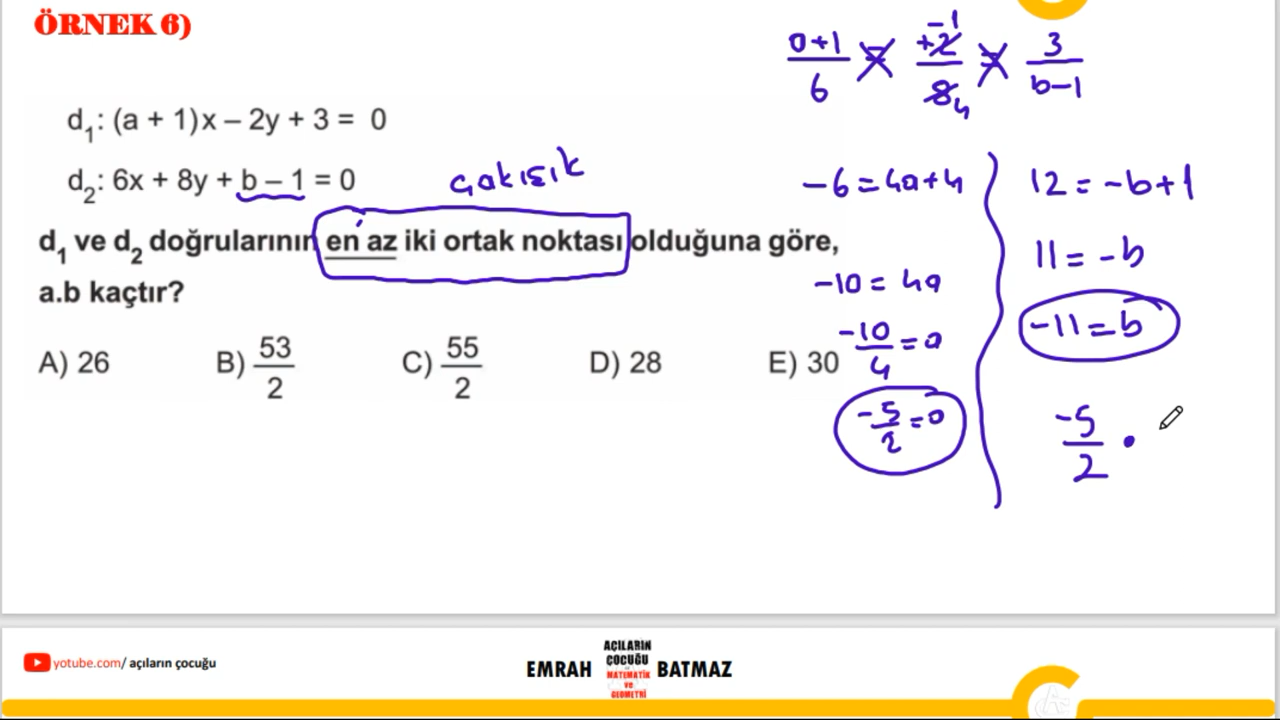 ÖRNEK 6)
d₁: (a + 1)x – 2y + 3 = 0
d₂: 6x + 8y + b – 1 = 0
çakışık
d₁ ve d₂ doğrularının en az iki ortak noktası olduğuna göre,
a.b kaçtır?
A) 26 B) 53/2 C) 55/2 D) 28 E) 30
a+1/6 = -2/8 = 3/b-1
-1
4
-6 = 4a+4
-10 = 4a
-10/4 = a
-5/2 = a
12 = -b+1
11 = -b
-11 = b
-5/2 ·
yotube.com/ açıların çocuğu
EMRAH
AÇILARIN
ÇOCUĞU
MATEMATİK
ve
GEOMETRİ
BATMAZ